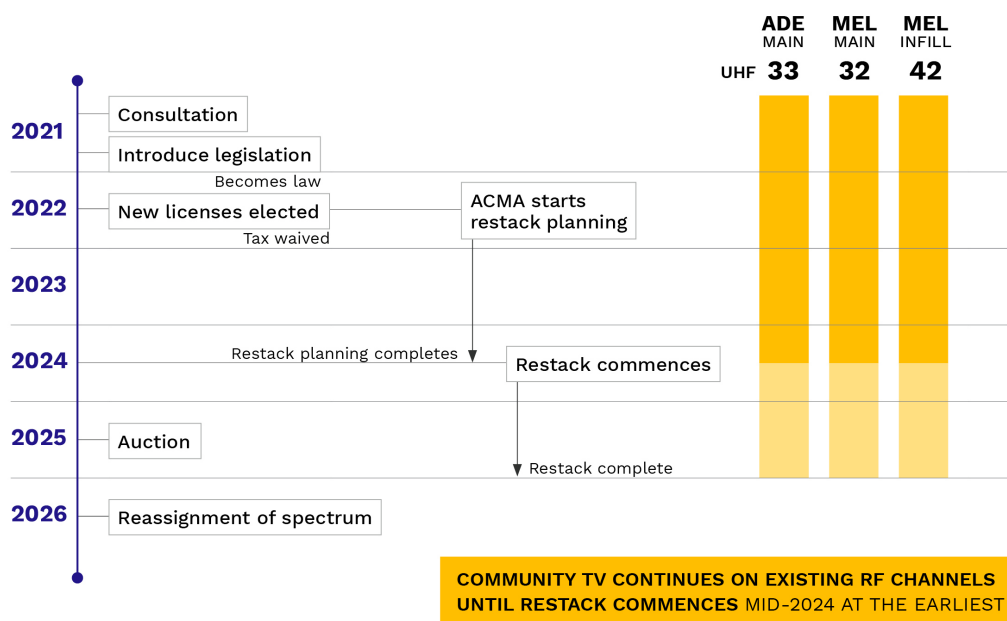 ADE MEL MEL
MAIN MAIN INFILL
UHF 33 32 42
2021
Consultation
Introduce legislation
Becomes law
2022
New licenses elected
ACMA starts
restack planning
Tax waived
2023
2024
Restack planning completes
Restack commences
2025
Auction
Restack complete
2026
Reassignment of spectrum
COMMUNITY TV CONTINUES ON EXISTING RF CHANNELS
UNTIL RESTACK COMMENCES MID-2024 AT THE EARLIEST